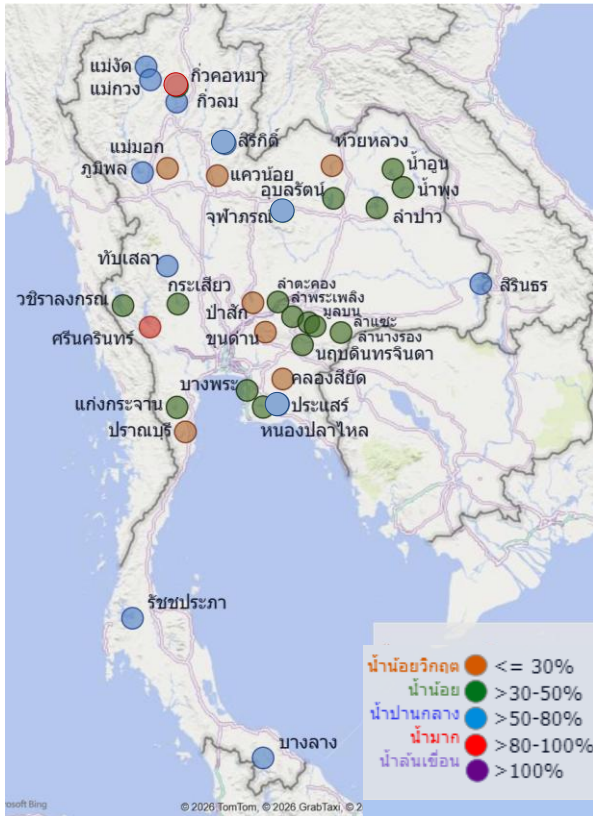 แม่งัด
แม่กวง
กิ่วคอหมา
กิ่วลม
สิริกิติ์
แม่มอก
ภูมิพล
แควน้อย
ห้วยหลวง
น้ำอูน
อุบลรัตน์
น้ำพุง
จุฬาภรณ์
ลำปาว
ทับเสลา
สิรินธร
วชิราลงกรณ
กระเสียว
ลำตะคอง
ป่าสัก
ลำพระเพลิง
มูลบน
ลำแชะ
ศรีนครินทร์
ขุนด่าน
ลำนางรอง
นฤบดินทรจินดา
คลองสียัด
บางพระ
แก่งกระจาน
ประแสร์
ปราณบุรี
หนองปลาไหล
รัชชประภา
บางลาง
น้ำน้อยวิกฤต <= 30%
น้ำน้อย >30-50%
น้ำปานกลาง >50-80%
น้ำมาก >80-100%
น้ำล้นเขื่อน >100%
rosoft Bing
© 2026 TomTom, © 2026 GrabTaxi, © 2